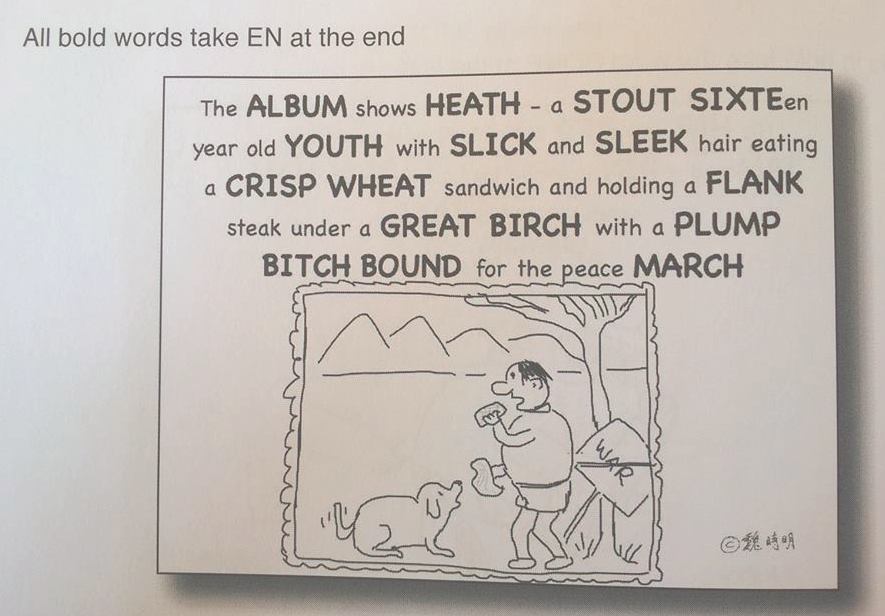 All bold words take EN at the end
The ALBUM shows HEATH - a STOUT SIXTEen
year old YOUTH with SLICK and SLEEK hair eating
a CRISP WHEAT sandwich and holding a FLANK
steak under a GREAT BIRCH with a PLUMP
BITCH BOUND for the peace MARCH
WAR
© 魏時明